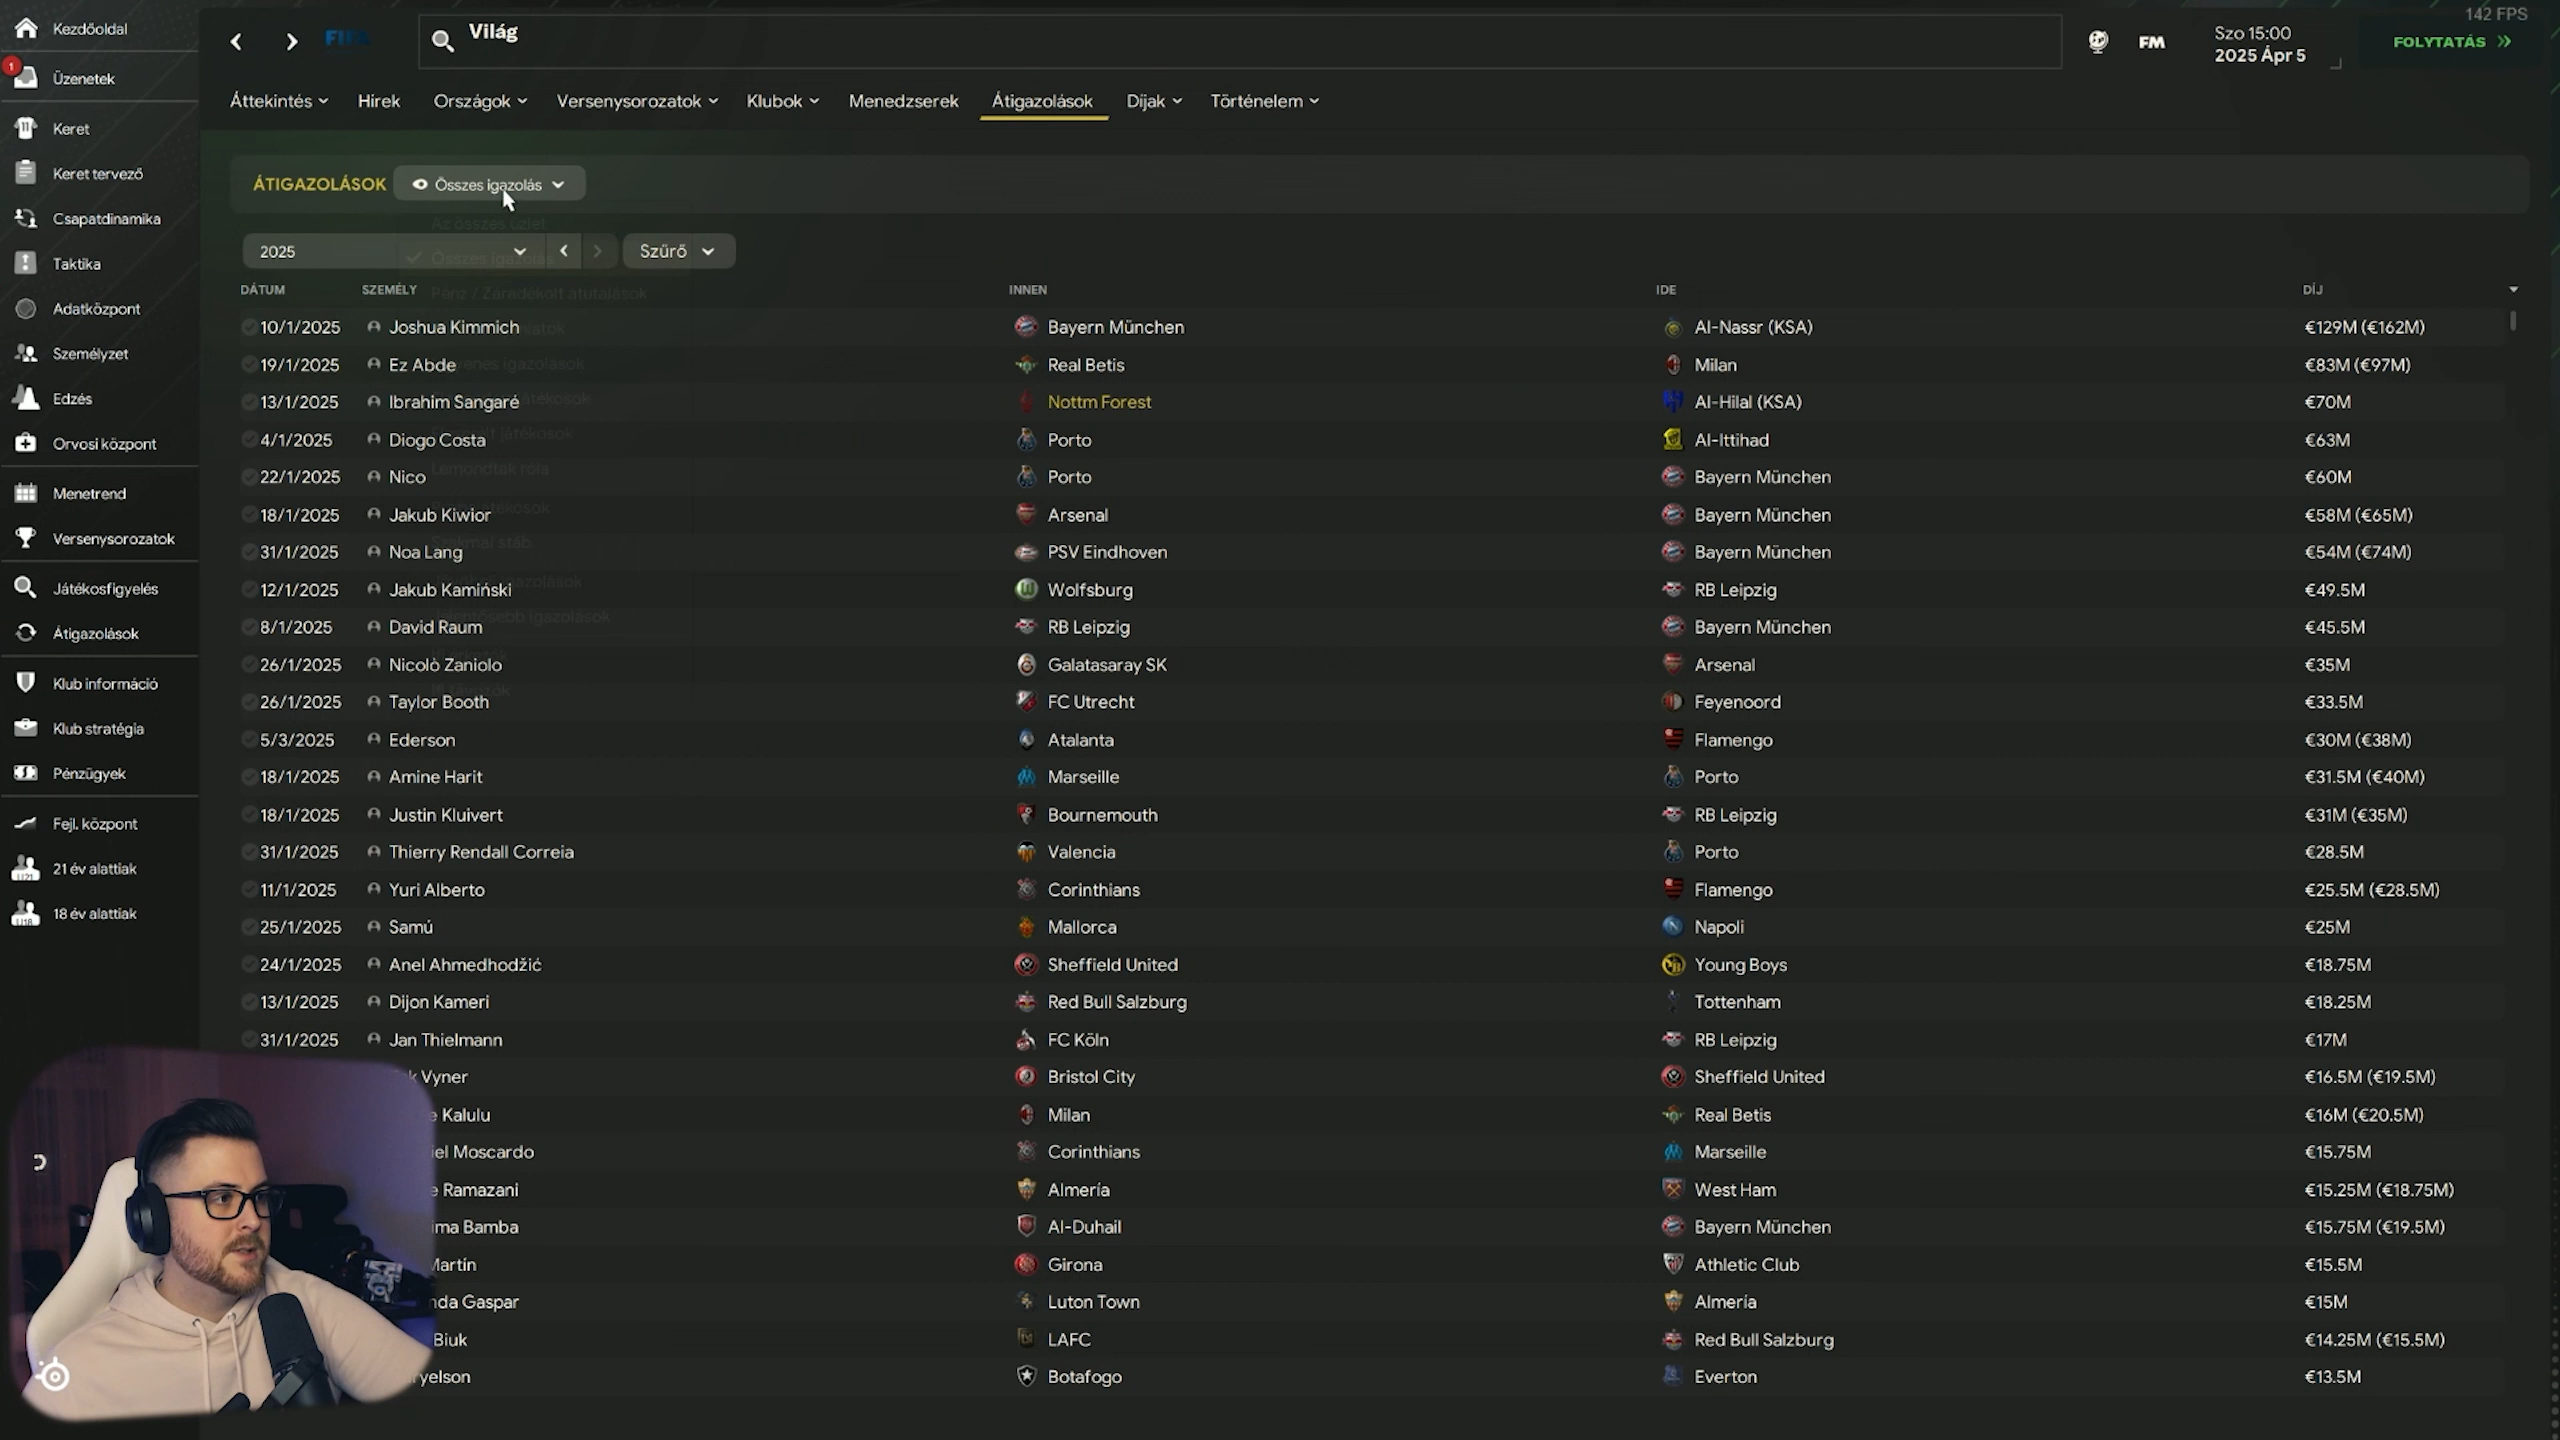 142 FPS
Kezdőoldal
Világ
FM
Szo 15:00
2025 Ápr 5
FOLYTATÁS
1
Üzenetek
Áttekintés
Hírek
Országok
Versenysorozatok
Klubok
Menedzserek
Átigazolások
Díjak
Történelem
Keret
Keret tervező
Csapatdinamika
Taktika
Adatközpont
Személyzet
Edzés
Orvosi központ
Menetrend
Versenysorozatok
Játékosfigyelés
Átigazolások
Klub információ
Klub stratégia
Pénzügyek
Fejl. központ
21 év alattiak
18 év alattiak
ÁTIGAZOLÁSOK
Összes igazolás
Az összes üzlet
2025
Összes igazolás
Szűrő
DÁTUM SZEMÉLY INNEN IDE DÍJ
10/1/2025 Joshua Kimmich Bayern München Al-Nassr (KSA) €129M (€162M)
19/1/2025 Ez Abde Real Betis Milan €83M (€97M)
13/1/2025 Ibrahim Sangaré Nottm Forest Al-Hilal (KSA) €70M
4/1/2025 Diogo Costa Porto Al-Ittihad €63M
22/1/2025 Nico Porto Bayern München €60M
18/1/2025 Jakub Kiwior Arsenal Bayern München €58M (€65M)
31/1/2025 Noa Lang PSV Eindhoven Bayern München €54M (€74M)
12/1/2025 Jakub Kamiński Wolfsburg RB Leipzig €49.5M
8/1/2025 David Raum RB Leipzig Bayern München €45.5M
26/1/2025 Nicolò Zaniolo Galatasaray SK Arsenal €35M
26/1/2025 Taylor Booth FC Utrecht Feyenoord €33.5M
5/3/2025 Ederson Atalanta Flamengo €30M (€38M)
18/1/2025 Amine Harit Marseille Porto €31.5M (€40M)
18/1/2025 Justin Kluivert Bournemouth RB Leipzig €31M (€35M)
31/1/2025 Thierry Rendall Correia Valencia Porto €28.5M
11/1/2025 Yuri Alberto Corinthians Flamengo €25.5M (€28.5M)
25/1/2025 Samú Mallorca Napoli €25M
24/1/2025 Anel Ahmedhodžić Sheffield United Young Boys €18.75M
13/1/2025 Dijon Kameri Red Bull Salzburg Tottenham €18.25M
31/1/2025 Jan Thielmann FC Köln RB Leipzig €17M
Vyner Bristol City Sheffield United €16.5M (€19.5M)
Kalulu Milan Real Betis €16M (€20.5M)
Moscardo Corinthians Marseille €15.75M
Ramazani Almería West Ham €15.25M (€18.75M)
Bamba Al-Duhail Bayern München €15.75M (€19.5M)
Martín Girona Athletic Club €15.5M
Gaspar Luton Town Almería €15M
Biuk LAFC Red Bull Salzburg €14.25M (€15.5M)
yelson Botafogo Everton €13.5M